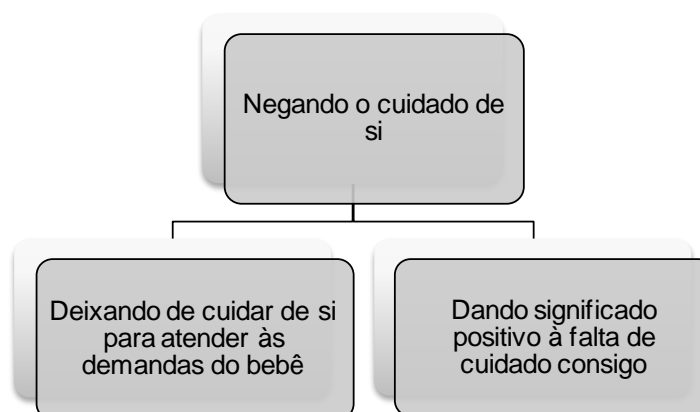 Negando o cuidado de
si
Deixando de cuidar de si
para atender às
demandas do bebê
Dando significado
positivo à falta de
cuidado consigo